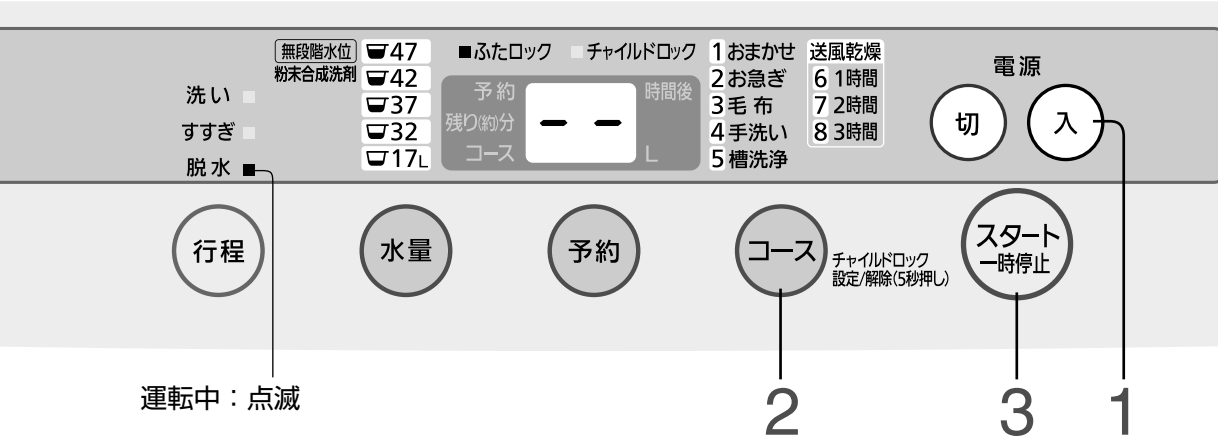 無段階水位
粉末合成洗剤
47
42
37
32
17L
ふたロック
チャイルドロック
予約
時間後
残り(約)分
コース
L
– –
1 おまかせ
2 お急ぎ
3 毛布
4 手洗い
5 槽洗浄
送風乾燥
6 1時間
7 2時間
8 3時間
電源
切
入
洗い
すすぎ
脱水
行程
水量
予約
コース
チャイルドロック
設定/解除(5秒押し)
スタート
一時停止
運転中：点滅
2
3
1